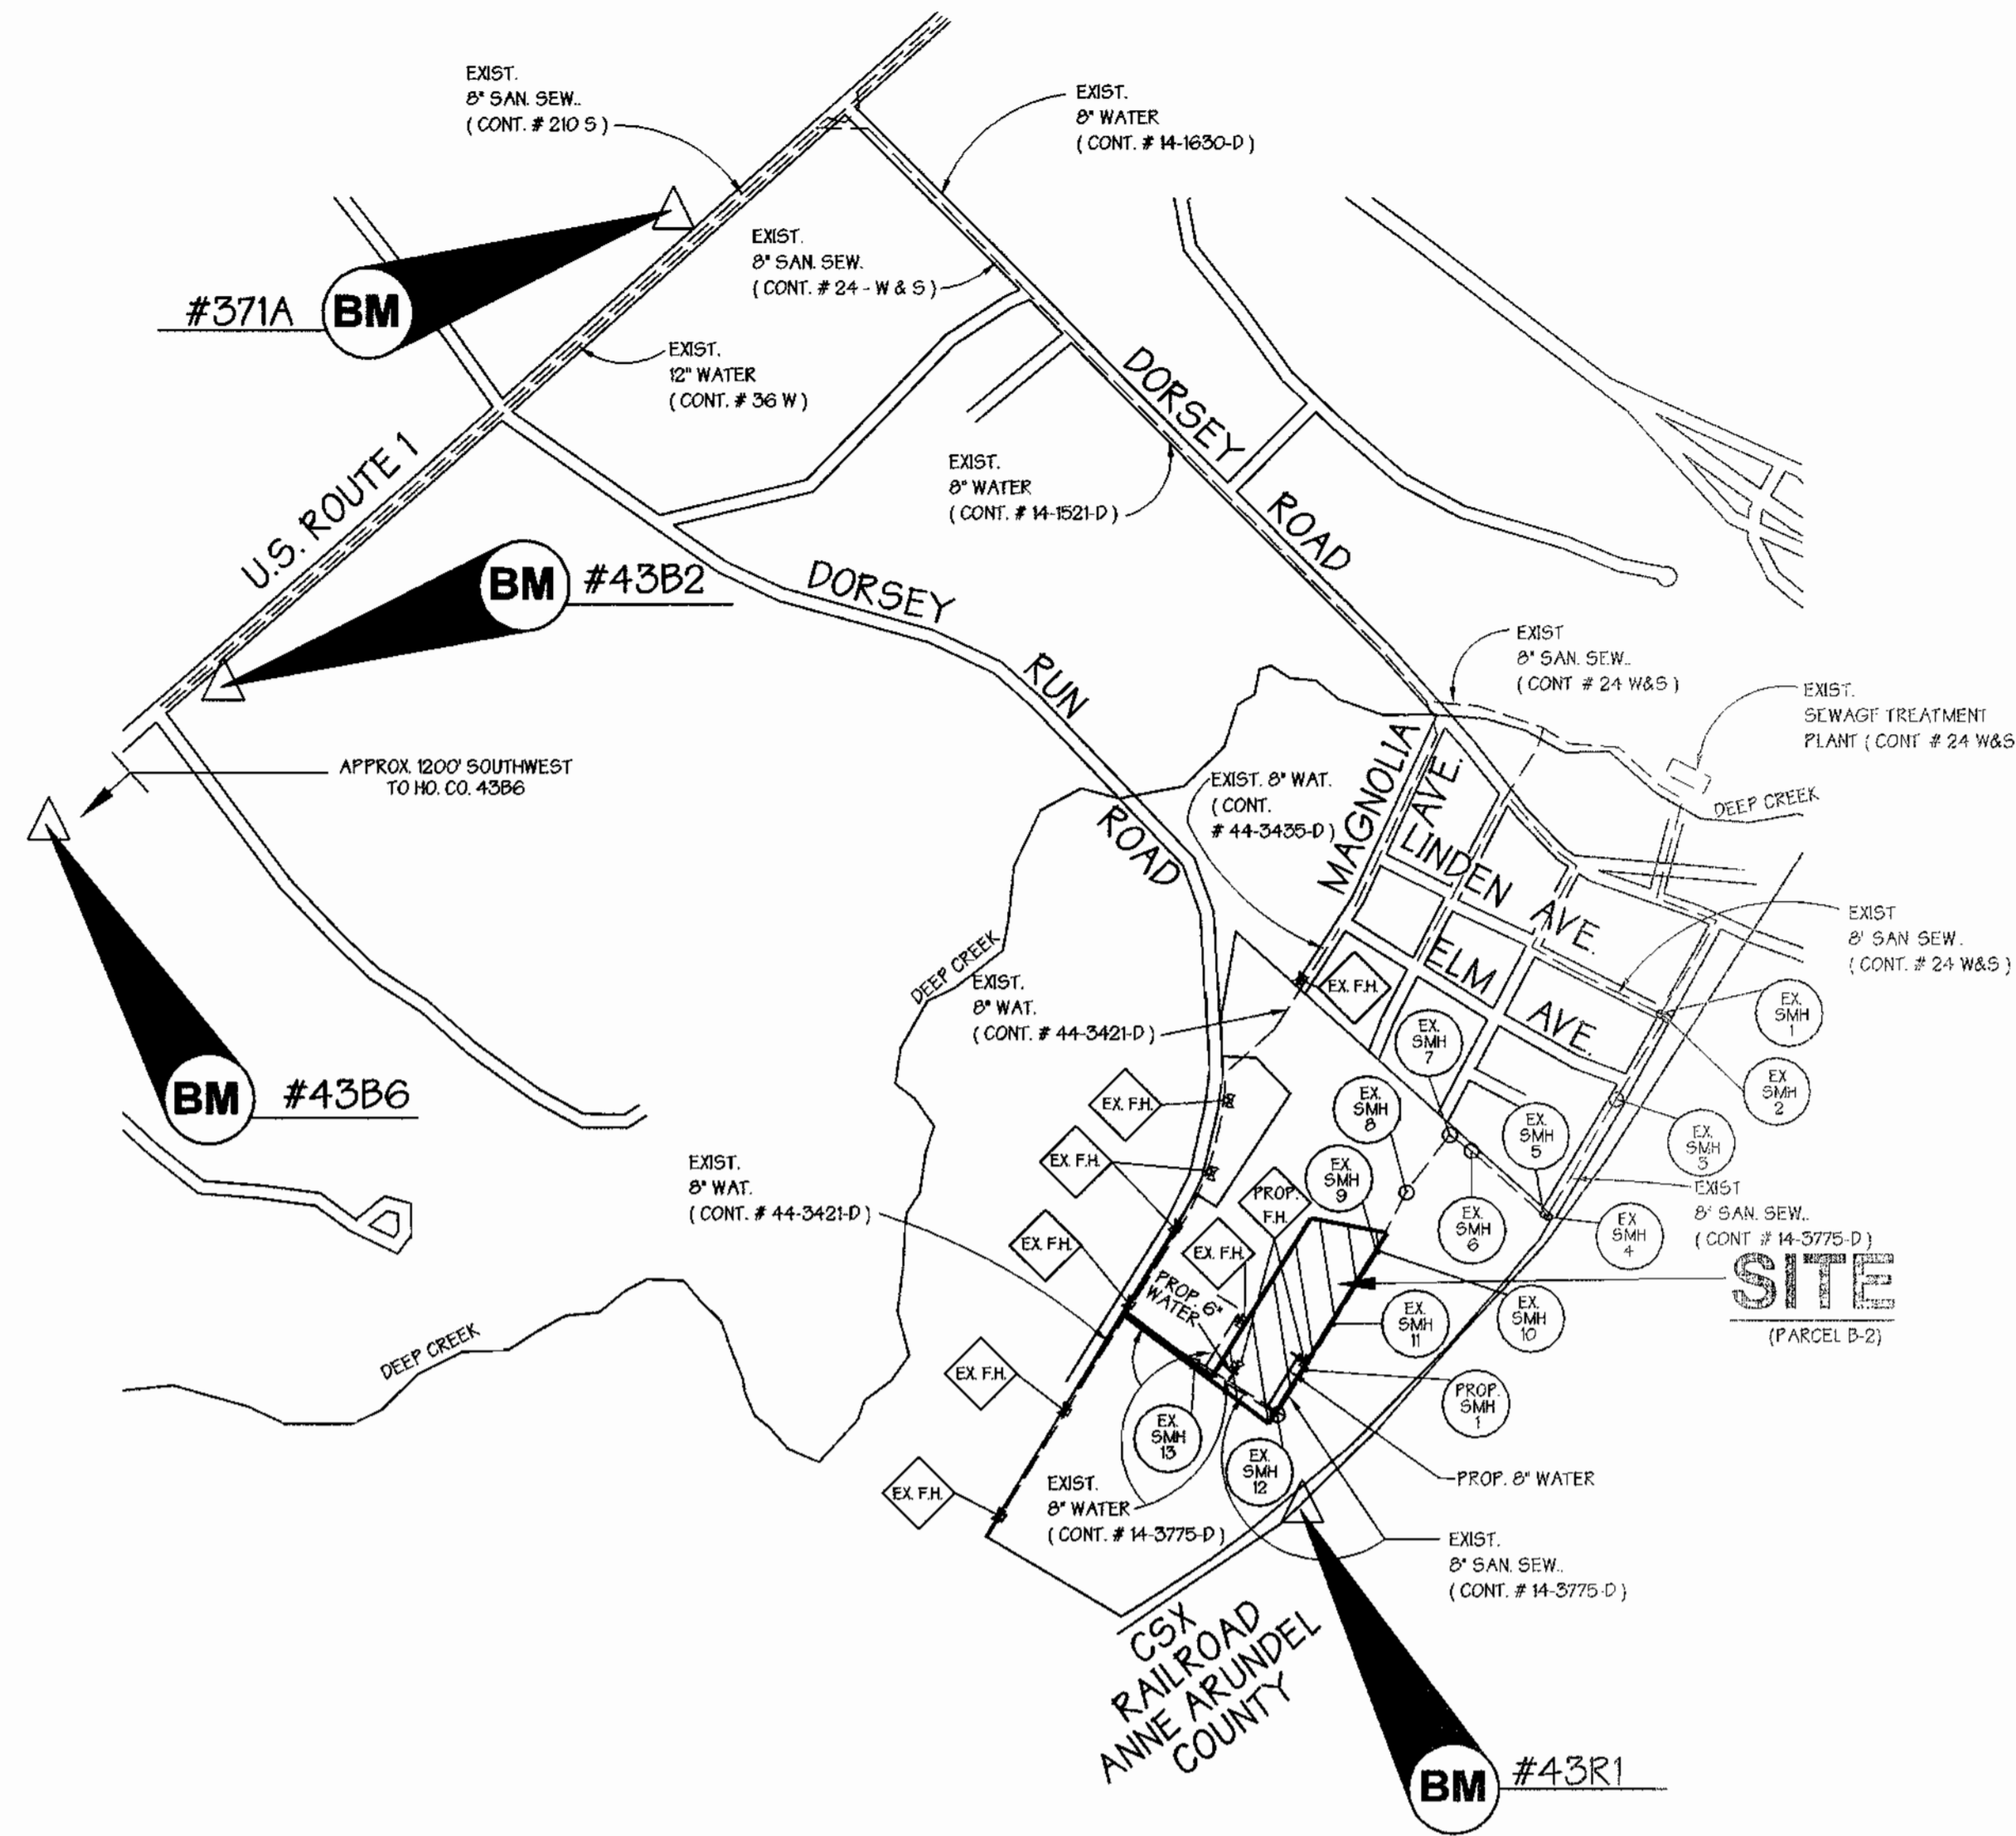 EXIST.
8" SAN. SEW..
( CONT. # 210 S )
EXIST.
8" WATER
( CONT. # 14-1630-D )
EXIST.
8" SAN. SEW.
( CONT. # 24 - W & S )
#371A
BM
EXIST.
12" WATER
( CONT. # 36 W )
DORSEY
ROAD
U.S. ROUTE 1
EXIST.
8" WATER
( CONT. # 14-1521-D )
BM
#43B2
DORSEY
RUN
ROAD
EXIST
8" SAN. SEW..
( CONT # 24 W&S )
EXIST.
SEWAGE TREATMENT
PLANT ( CONT # 24 W&S
DEEP CREEK
APPROX. 1200' SOUTHWEST
TO HO. CO. 43B6
EXIST. 8" WAT.
( CONT.
# 44-3435-D )
MAGNOLIA
AVE.
LINDEN AVE.
ELM AVE.
EXIST
8' SAN SEW.
( CONT. # 24 W&S )
DEEP CREEK
EXIST.
8" WAT.
( CONT. # 44-3421-D )
EX. F.H.
EX.
SMH
1
EX
SMH
2
EX.
SMH
3
EX.
SMH
7
EX.
SMH
8
EX.
SMH
5
BM
#43B6
EX. F.H.
EX. F.H.
EXIST.
8" WAT.
( CONT. # 44-3421-D )
PROP.
F.H.
EX
SMH
9
EX.
SMH
6
EX
SMH
4
EXIST
8' SAN. SEW..
( CONT # 14-3775-D )
EX. F.H.
EX. F.H.
PROP. 6"
WATER
SITE
(PARCEL B-2)
EX.
SMH
11
EX.
SMH
10
DEEP CREEK
EX. F.H.
PROP.
SMH
1
EX.
SMH
13
EX.
SMH
12
EX. F.H.
EXIST.
8" WATER
( CONT. # 14-3775-D )
PROP. 8" WATER
EXIST.
8" SAN. SEW..
( CONT. # 14-3775-D )
CSX
RAILROAD
ANNE ARUNDEL
COUNTY
BM
#43R1